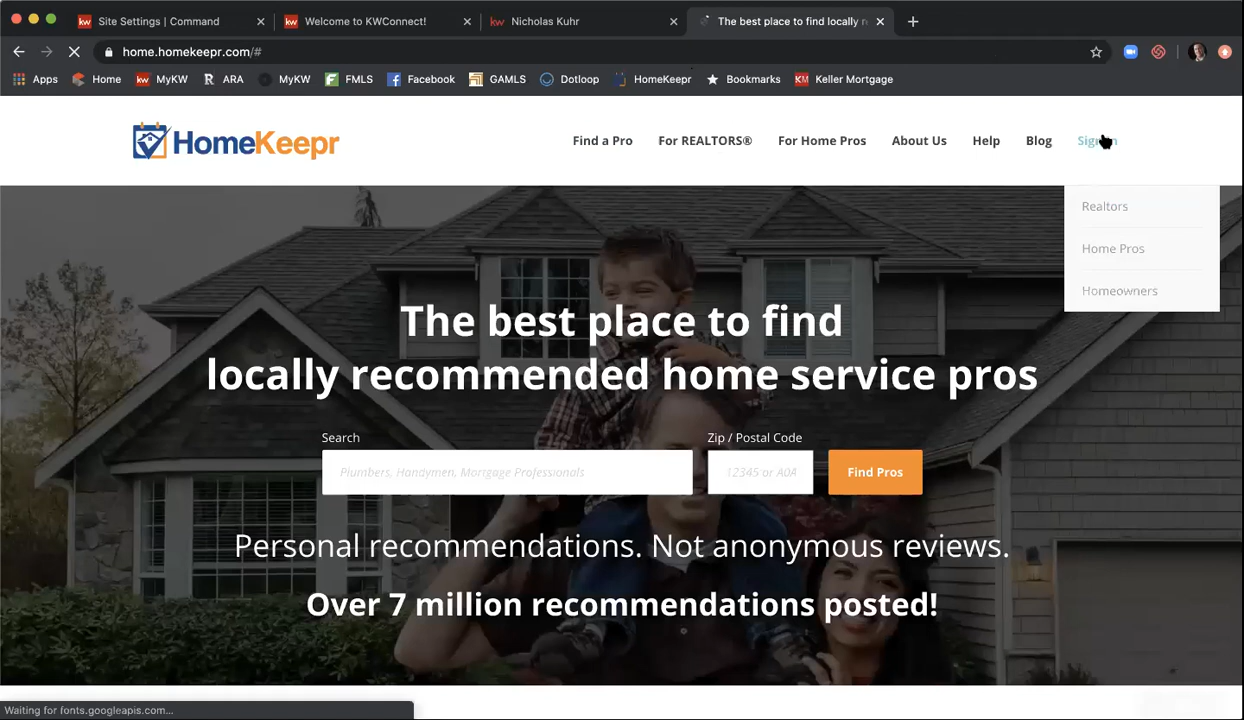 Site Settings | Command
Welcome to KWConnect!
Nicholas Kuhr
The best place to find locally r
home.homekeepr.com/#
Apps
Home
MyKW
ARA
MyKW
FMLS
Facebook
GAMLS
Dotloop
HomeKeepr
Bookmarks
Keller Mortgage
HomeKeepr
Find a Pro
For REALTORS®
For Home Pros
About Us
Help
Blog
Realtors
Home Pros
Homeowners
The best place to find
locally recommended home service pros
Search
Zip / Postal Code
Plumbers, Handymen, Mortgage Professionals
12345 or A0A
Find Pros
Personal recommendations. Not anonymous reviews.
Over 7 million recommendations posted!
Waiting for fonts.googleapis.com...